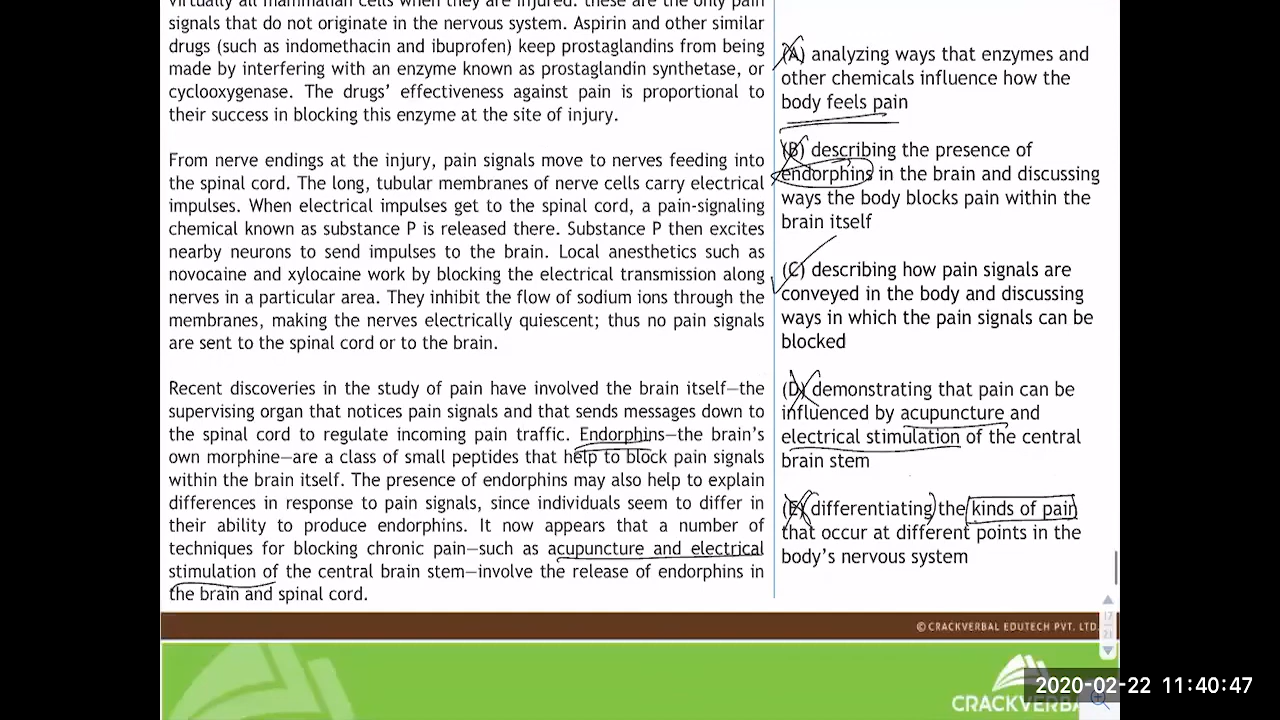 virtually all mammalian cells when they are injured: these are the only pain
signals that do not originate in the nervous system. Aspirin and other similar
drugs (such as indomethacin and ibuprofen) keep prostaglandins from being
made by interfering with an enzyme known as prostaglandin synthetase, or
cyclooxygenase. The drugs’ effectiveness against pain is proportional to
their success in blocking this enzyme at the site of injury.
From nerve endings at the injury, pain signals move to nerves feeding into
the spinal cord. The long, tubular membranes of nerve cells carry electrical
impulses. When electrical impulses get to the spinal cord, a pain-signaling
chemical known as substance P is released there. Substance P then excites
nearby neurons to send impulses to the brain. Local anesthetics such as
novocaine and xylocaine work by blocking the electrical transmission along
nerves in a particular area. They inhibit the flow of sodium ions through the
membranes, making the nerves electrically quiescent; thus no pain signals
are sent to the spinal cord or to the brain.
Recent discoveries in the study of pain have involved the brain itself—the
supervising organ that notices pain signals and that sends messages down to
the spinal cord to regulate incoming pain traffic. Endorphins—the brain’s
own morphine—are a class of small peptides that help to block pain signals
within the brain itself. The presence of endorphins may also help to explain
differences in response to pain signals, since individuals seem to differ in
their ability to produce endorphins. It now appears that a number of
techniques for blocking chronic pain—such as acupuncture and electrical
stimulation of the central brain stem—involve the release of endorphins in
the brain and spinal cord.
(A) analyzing ways that enzymes and
other chemicals influence how the
body feels pain
(B) describing the presence of
endorphins in the brain and discussing
ways the body blocks pain within the
brain itself
(C) describing how pain signals are
conveyed in the body and discussing
ways in which the pain signals can be
blocked
(D) demonstrating that pain can be
influenced by acupuncture and
electrical stimulation of the central
brain stem
(E) differentiating the kinds of pain
that occur at different points in the
body’s nervous system
© CRACKVERBAL EDUTECH PVT. LTD.
17
21
CRACKVERBA
2020-02-22 11:40:47